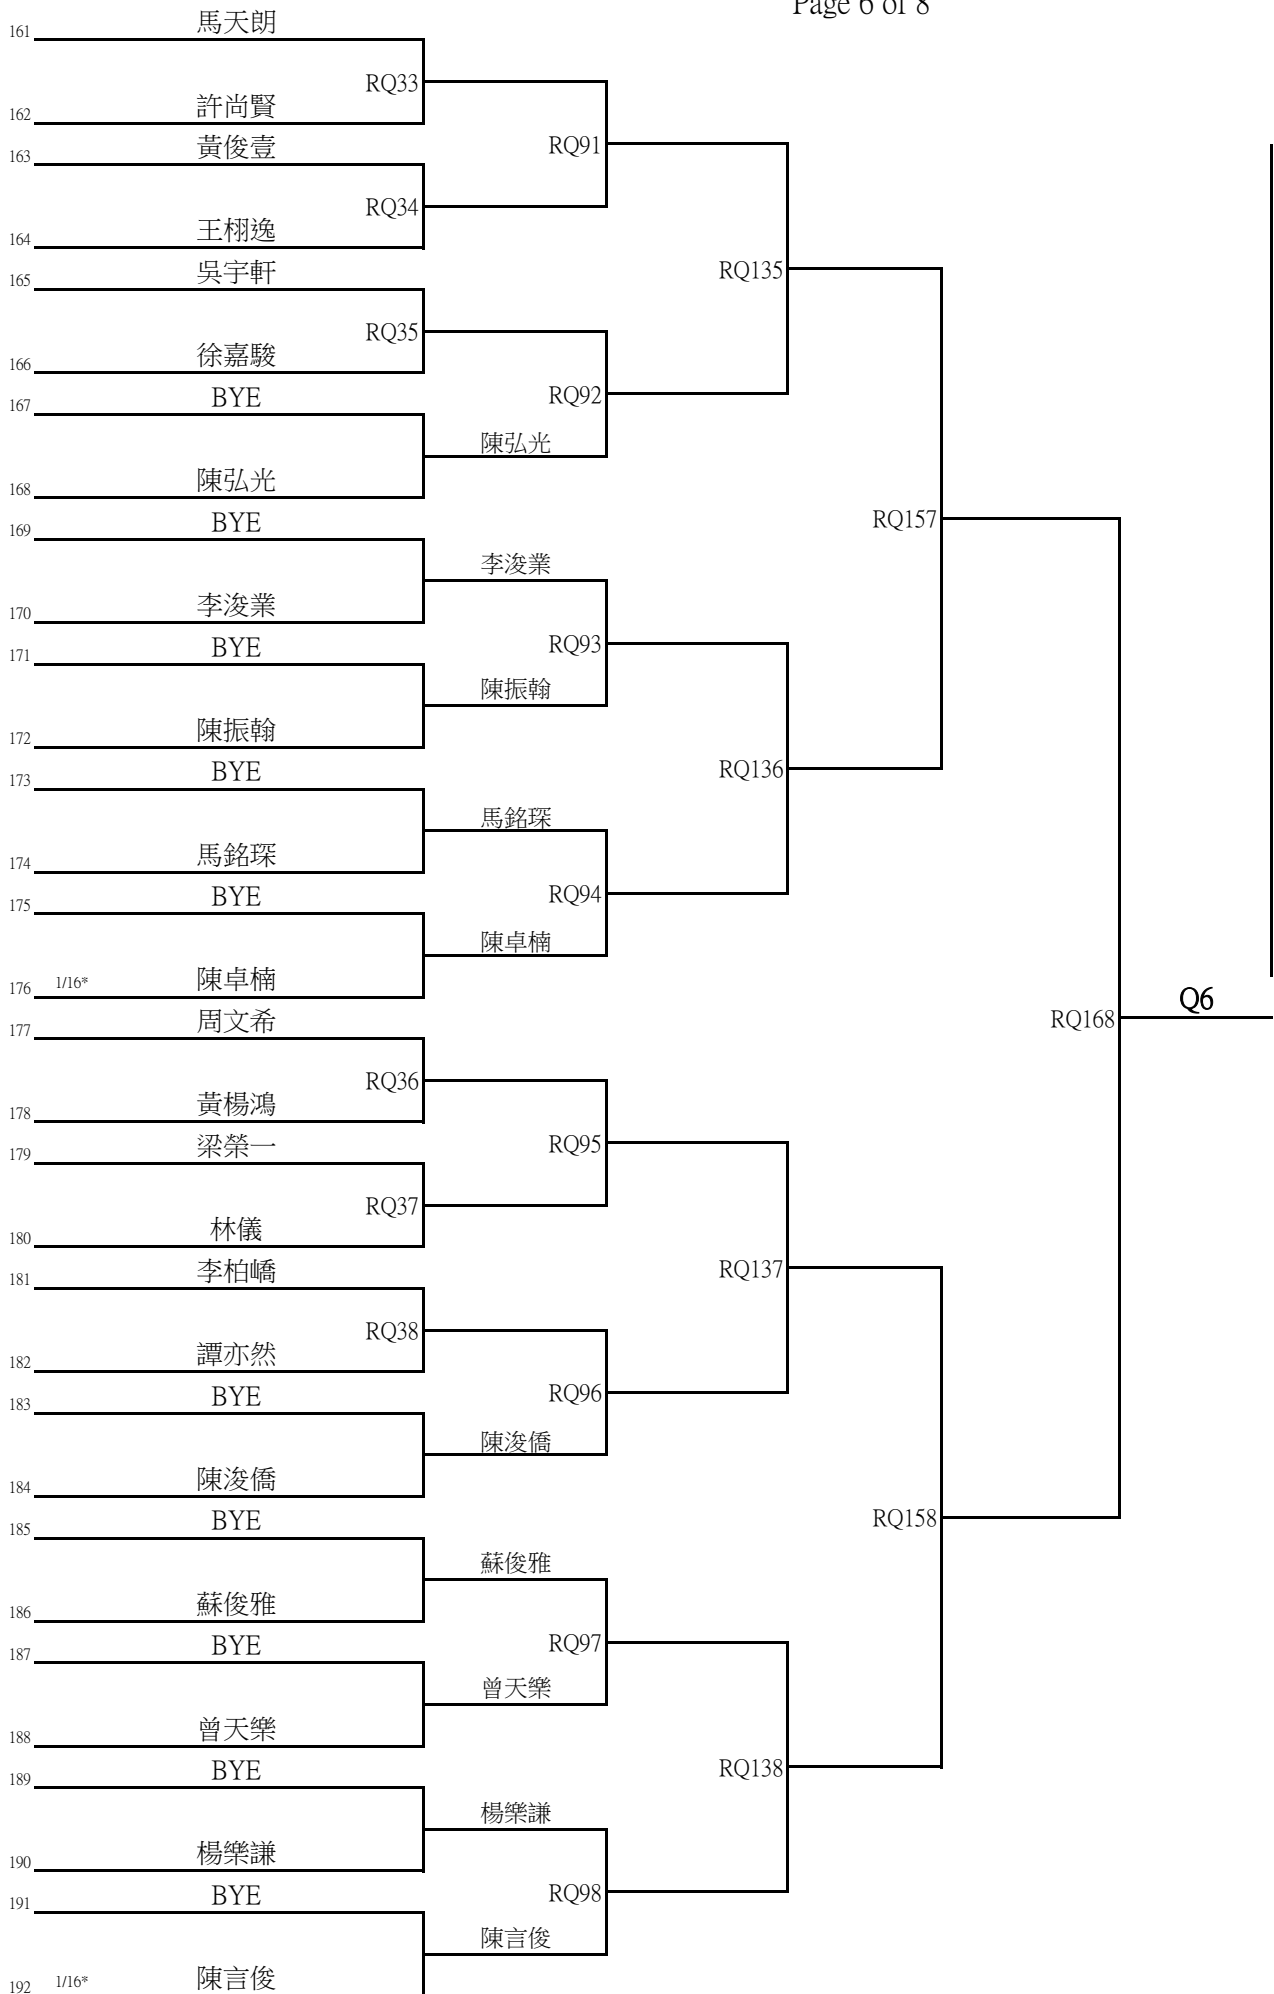 Page 6 of 8
161 馬天朗
RQ33
162 許尚賢
163 黃俊壹
RQ91
RQ34
164 王栩逸
165 吳宇軒
RQ135
RQ35
166 徐嘉駿
167 BYE
RQ92
陳弘光
168 陳弘光
169 BYE
RQ157
李浚業
170 李浚業
171 BYE
RQ93
陳振翰
172 陳振翰
173 BYE
RQ136
馬銘琛
174 馬銘琛
175 BYE
RQ94
陳卓楠
176 1/16* 陳卓楠
Q6
177 周文希
RQ168
RQ36
178 黃楊鴻
179 梁榮一
RQ95
RQ37
180 林儀
181 李柏嶠
RQ137
RQ38
182 譚亦然
183 BYE
RQ96
陳浚僑
184 陳浚僑
185 BYE
RQ158
蘇俊雅
186 蘇俊雅
187 BYE
RQ97
曾天樂
188 曾天樂
189 BYE
RQ138
楊樂謙
190 楊樂謙
191 BYE
RQ98
陳言俊
192 1/16* 陳言俊